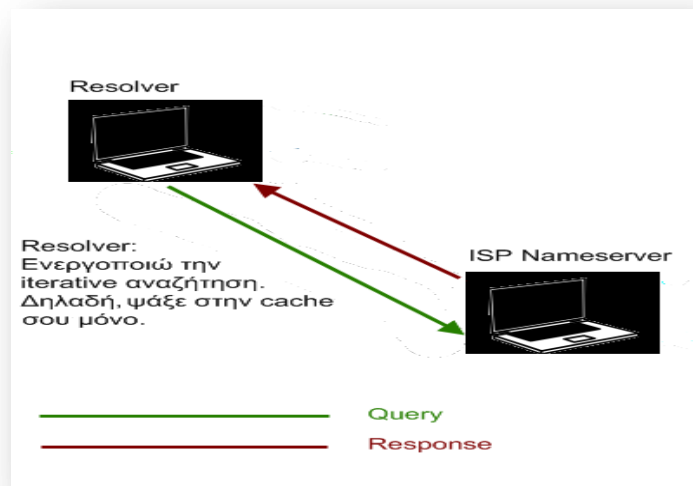 Resolver
Resolver:
Ενεργοποιώ την
iterative αναζήτηση.
Δηλαδή, ψάξε στην cache
σου μόνο.
ISP Nameserver
Query
Response